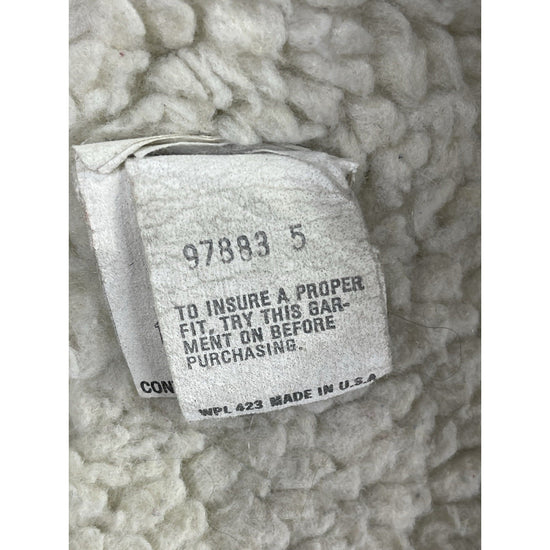 97883 5
TO INSURE A PROPER
FIT, TRY THIS GAR-
MENT ON BEFORE
PURCHASING.
CON
WPL 423 MADE IN U.S.A